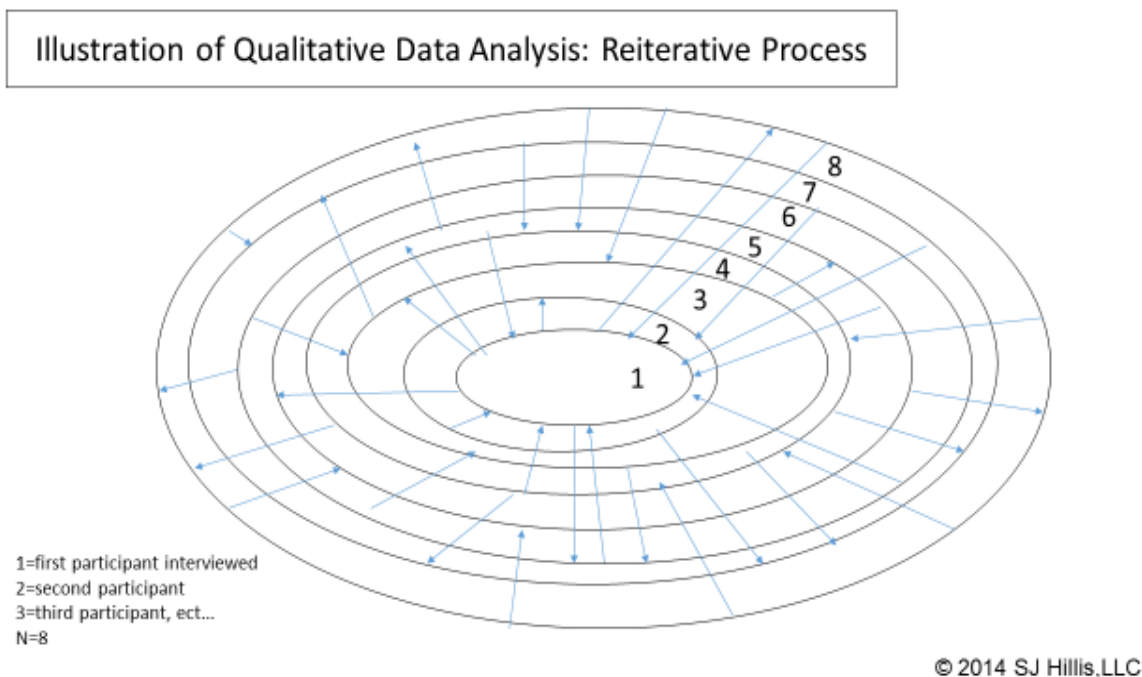 Illustration of Qualitative Data Analysis: Reiterative Process
8
7
6
5
4
3
2
1
1=first participant interviewed
2=second participant
3=third participant, ect...
N=8
© 2014 SJ Hillis,LLC